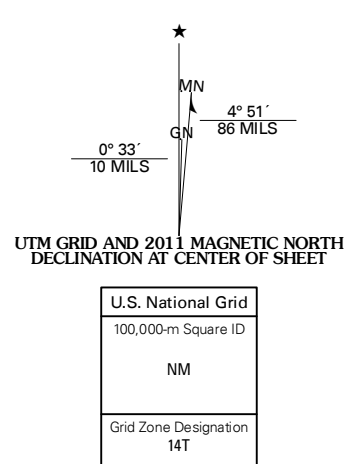 ★
MN
GN
4° 51´
86 MILS
0° 33´
10 MILS
UTM GRID AND 2011 MAGNETIC NORTH
DECLINATION AT CENTER OF SHEET
U.S. National Grid
100,000-m Square ID
NM
Grid Zone Designation
14T